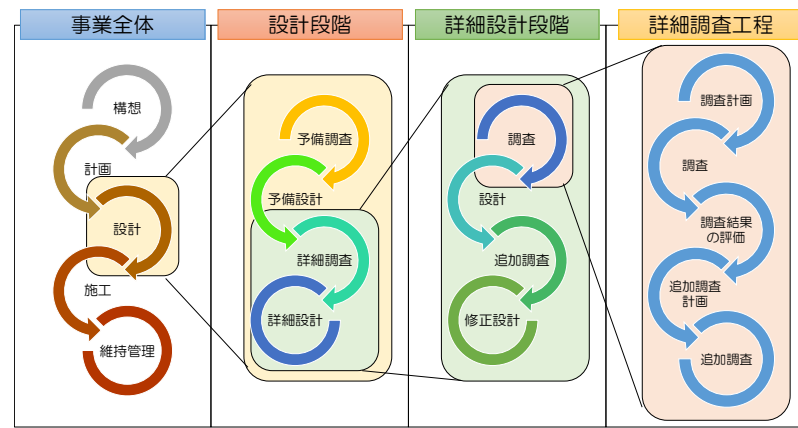 事業全体
設計段階
詳細設計段階
詳細調査工程
構想
計画
設計
施工
維持管理
予備調査
予備設計
詳細調査
詳細設計
調査
設計
追加調査
修正設計
調査計画
調査
調査結果
の評価
追加調査
計画
追加調査